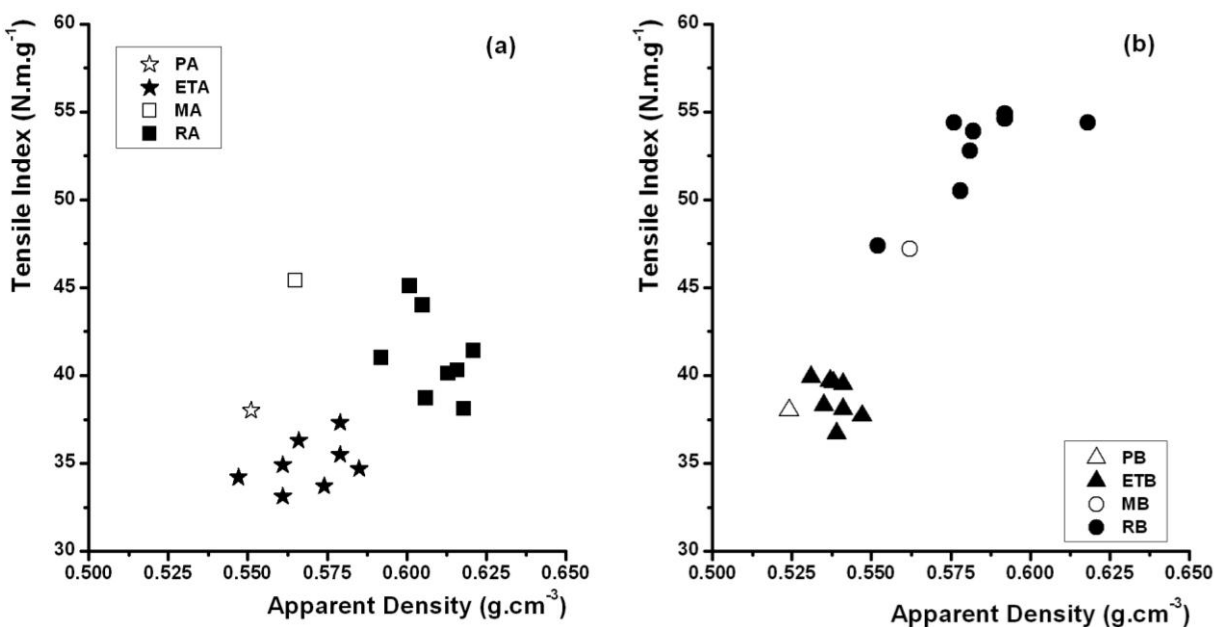 (a)
PA
ETA
MA
RA
Tensile Index (N.m.g⁻¹)
60
55
50
45
40
35
30
0.500 0.525 0.550 0.575 0.600 0.625 0.650
Apparent Density (g.cm⁻³)
(b)
Tensile Index (N.m.g⁻¹)
60
55
50
45
40
35
30
PB
ETB
MB
RB
0.500 0.525 0.550 0.575 0.600 0.625 0.650
Apparent Density (g.cm⁻³)